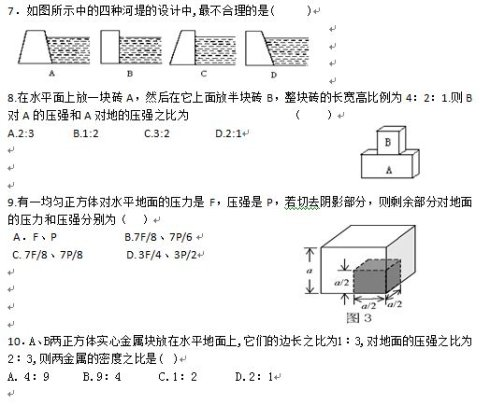 7．如图所示中的四种河堤的设计中,最不合理的是(    )
A B C D
8.在水平面上放一块砖 A，然后在它上面放半块砖 B，整块砖的长宽高比例为 4：2：1.则 B
对 A 的压强和 A 对地的压强之比为 (    )
A.2:3 B.1:2 C.3:2 D.2:1
B
A
9.有一均匀正方体对水平地面的压力是 F，压强是 P，若切去阴影部分，则剩余部分对地面
的压力和压强分别为（  ）
A．F、P B.7F/8、7P/6
C. 7F/8、7P/8 D.3F/4、3P/2
a
a/2
a/2
a/2
图 3
10．A、B两正方体实心金属块放在水平地面上,它们的边长之比为1：3,对地面的压强之比为
2：3,则两金属的密度之比是( )
A. 4：9 B. 9：4 C. 1：2 D. 2：1